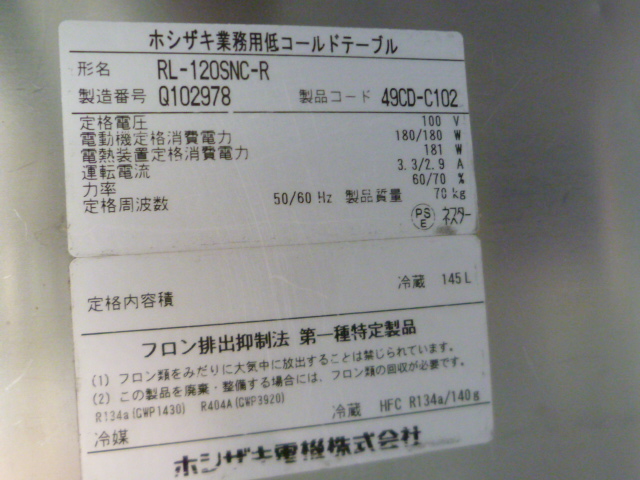 ホシザキ業務用低コールドテーブル
形名 RL-120SNC-R
製造番号 Q102978 製品コード 49CD-C102
定格電圧 100 V
電動機定格消費電力 180/180 W
電熱装置定格消費電力 181 W
運転電流 3.3/2.9 A
力率 60/70 %
定格周波数 50/60 Hz 製品質量 70 kg
PS E
定格内容積 冷蔵 145L
フロン排出抑制法 第一種特定製品
(1) フロン類をみだりに大気中に放出することは禁じられています。
(2) この製品を廃棄・整備する場合には、フロン類の回収が必要です。
R134a(GWP1430) R404A(GWP3920)
冷媒 冷蔵 HFC R134a/140g
ホシザキ電機株式会社